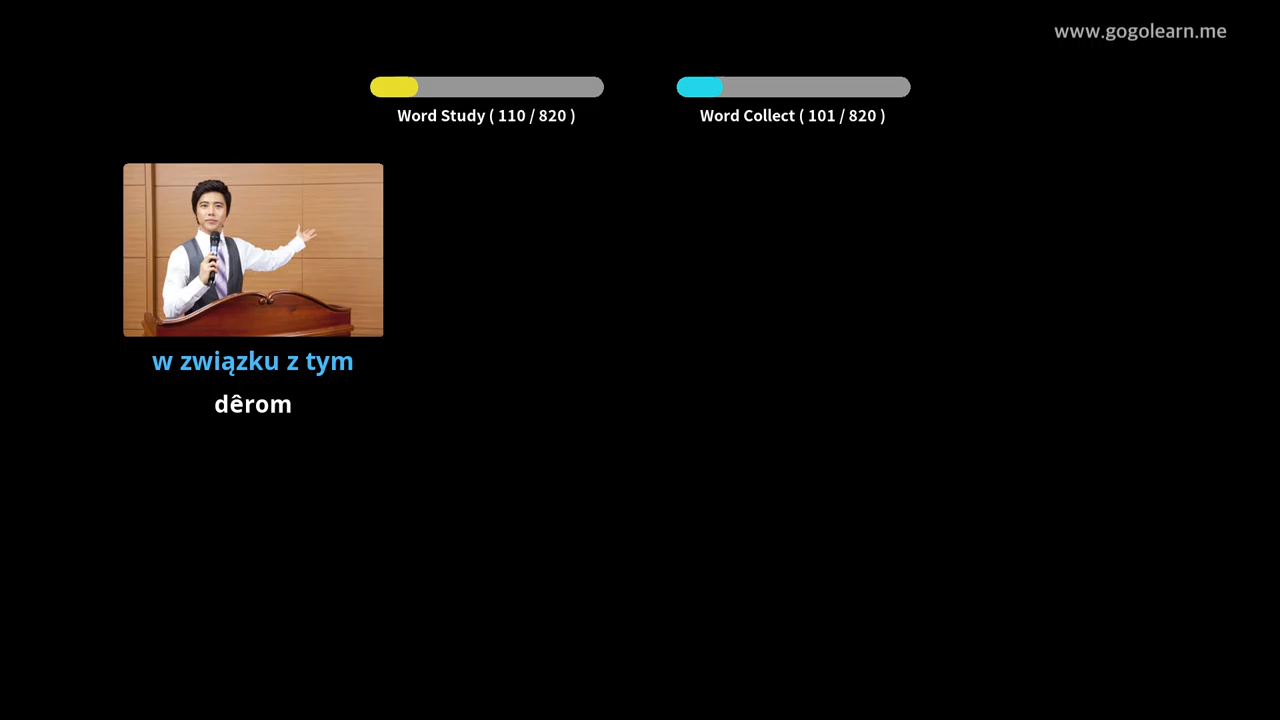 www.gogolearn.me
Word Study ( 110 / 820 )
Word Collect ( 101 / 820 )
w związku z tym
dêrom